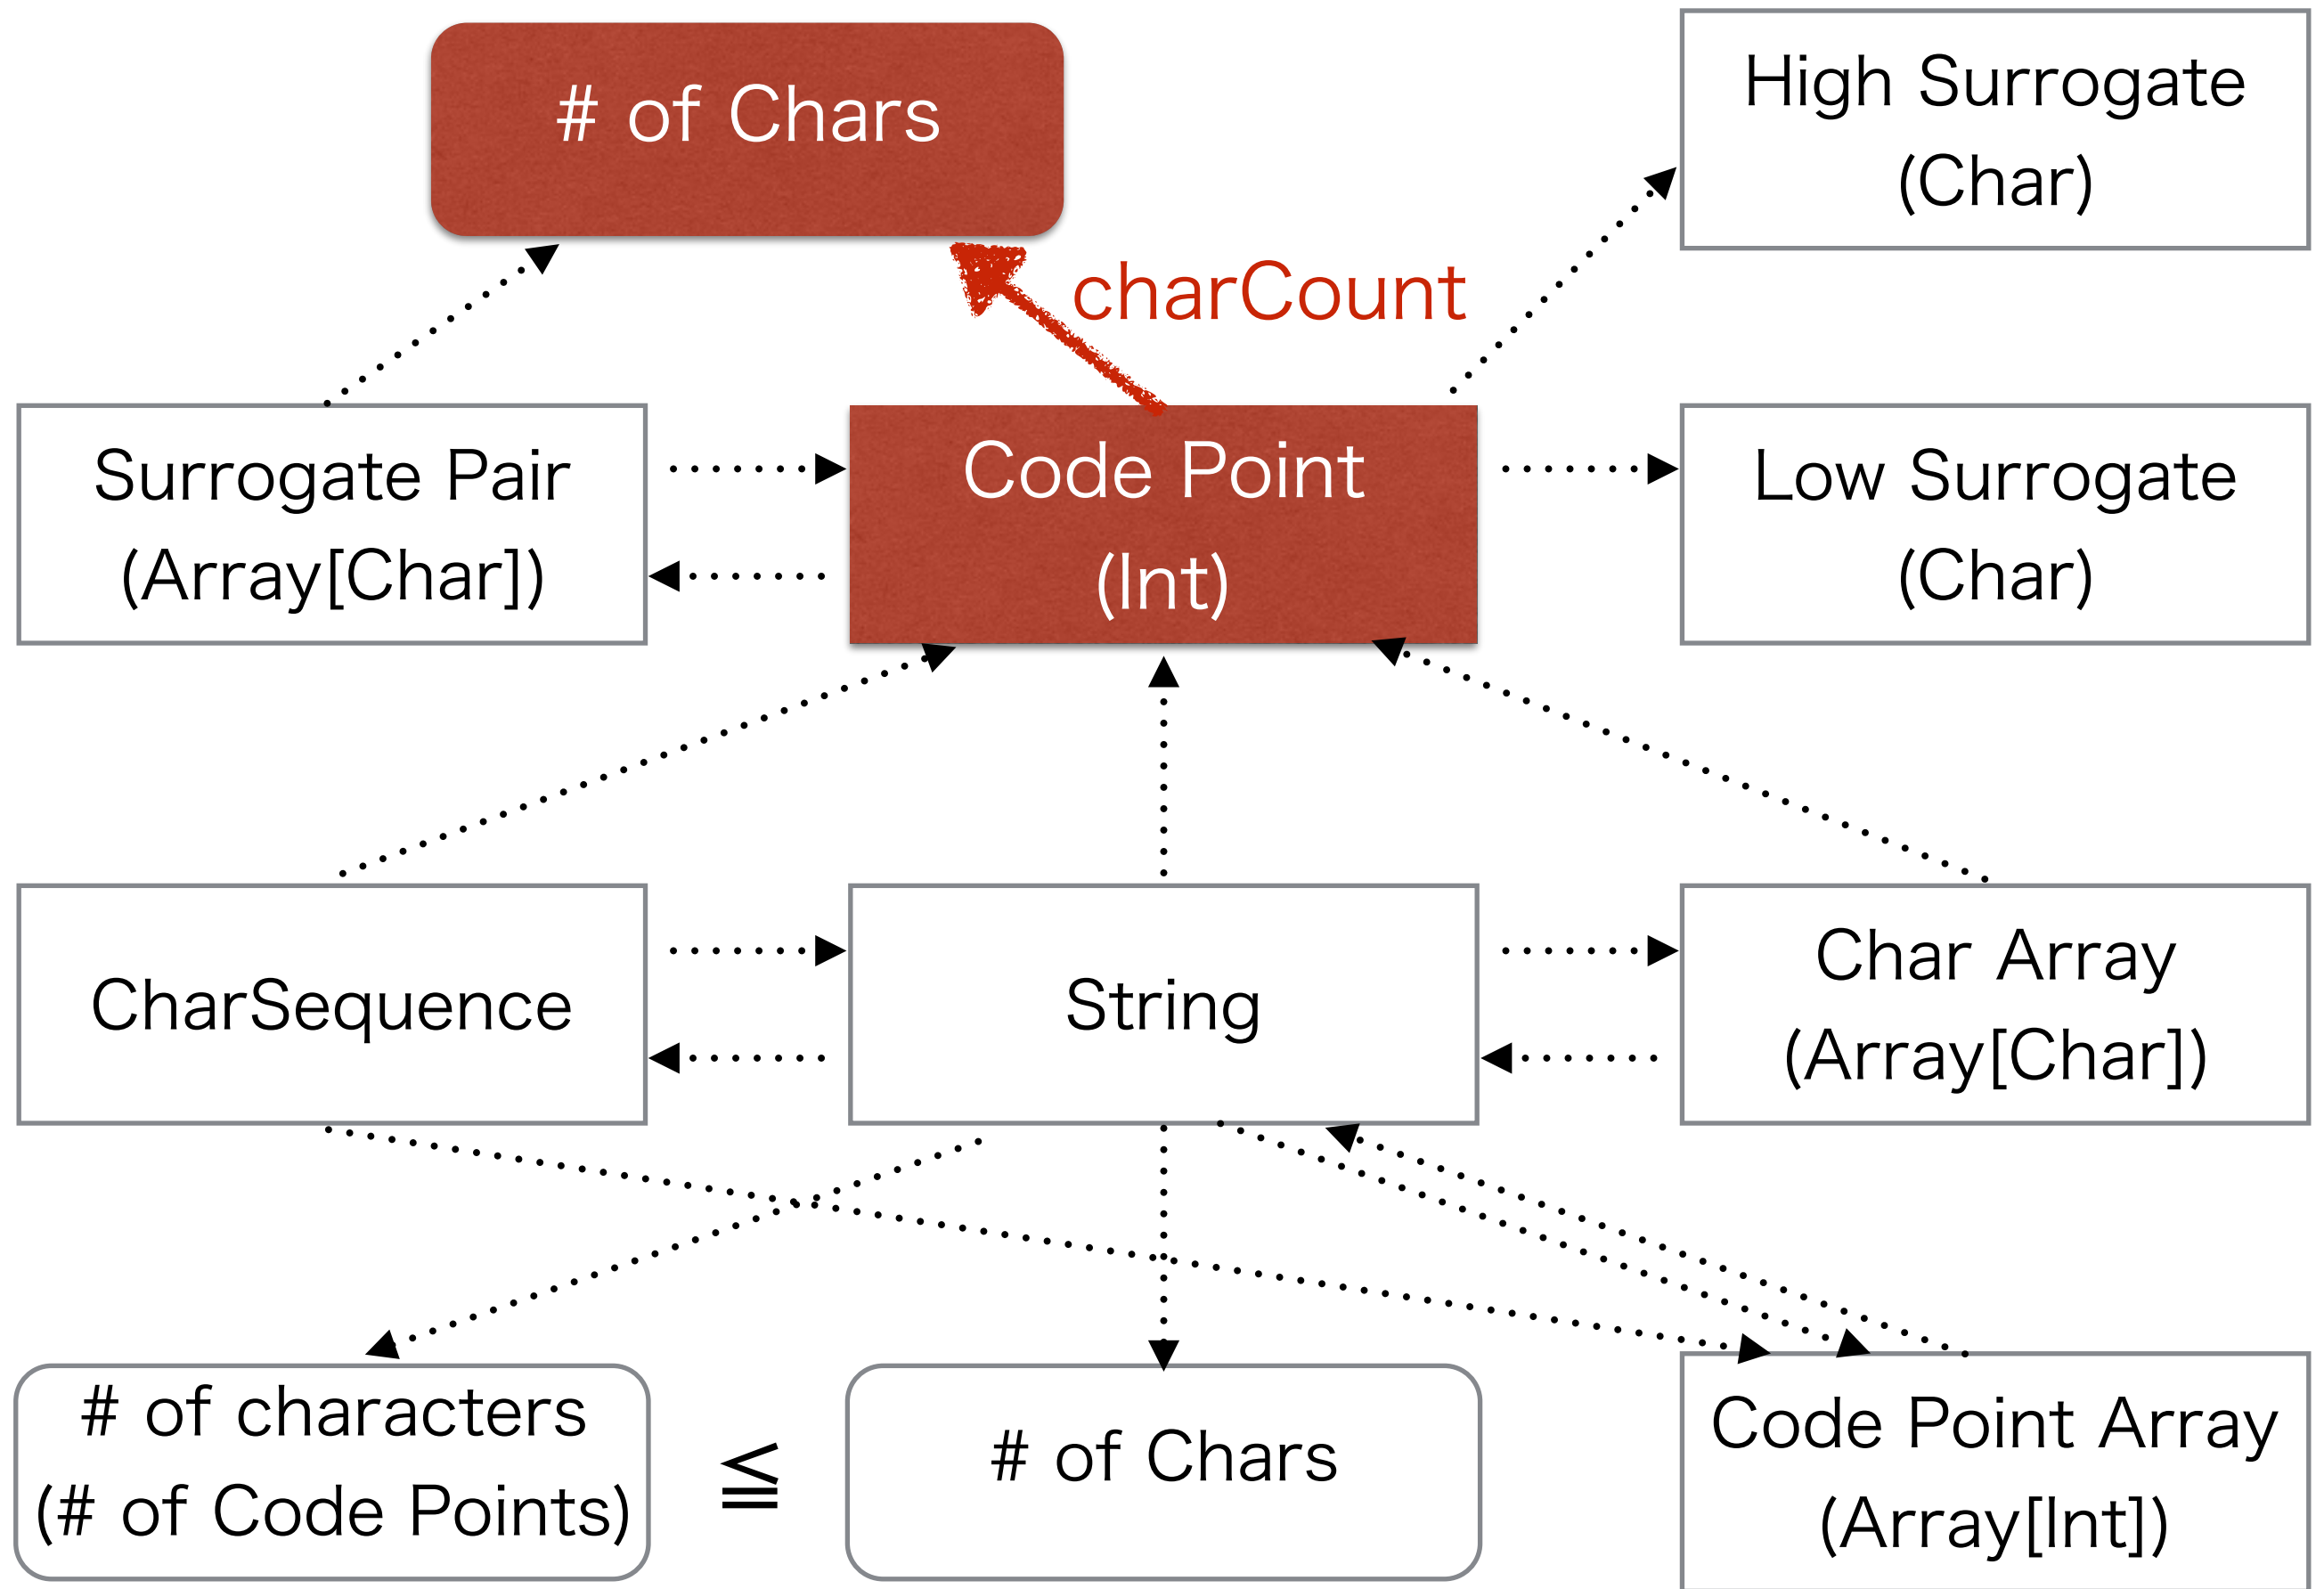 # of Chars
High Surrogate
(Char)
charCount
Surrogate Pair
(Array[Char])
Code Point
(Int)
Low Surrogate
(Char)
CharSequence
String
Char Array
(Array[Char])
# of characters
(# of Code Points)
≦
# of Chars
Code Point Array
(Array[Int])